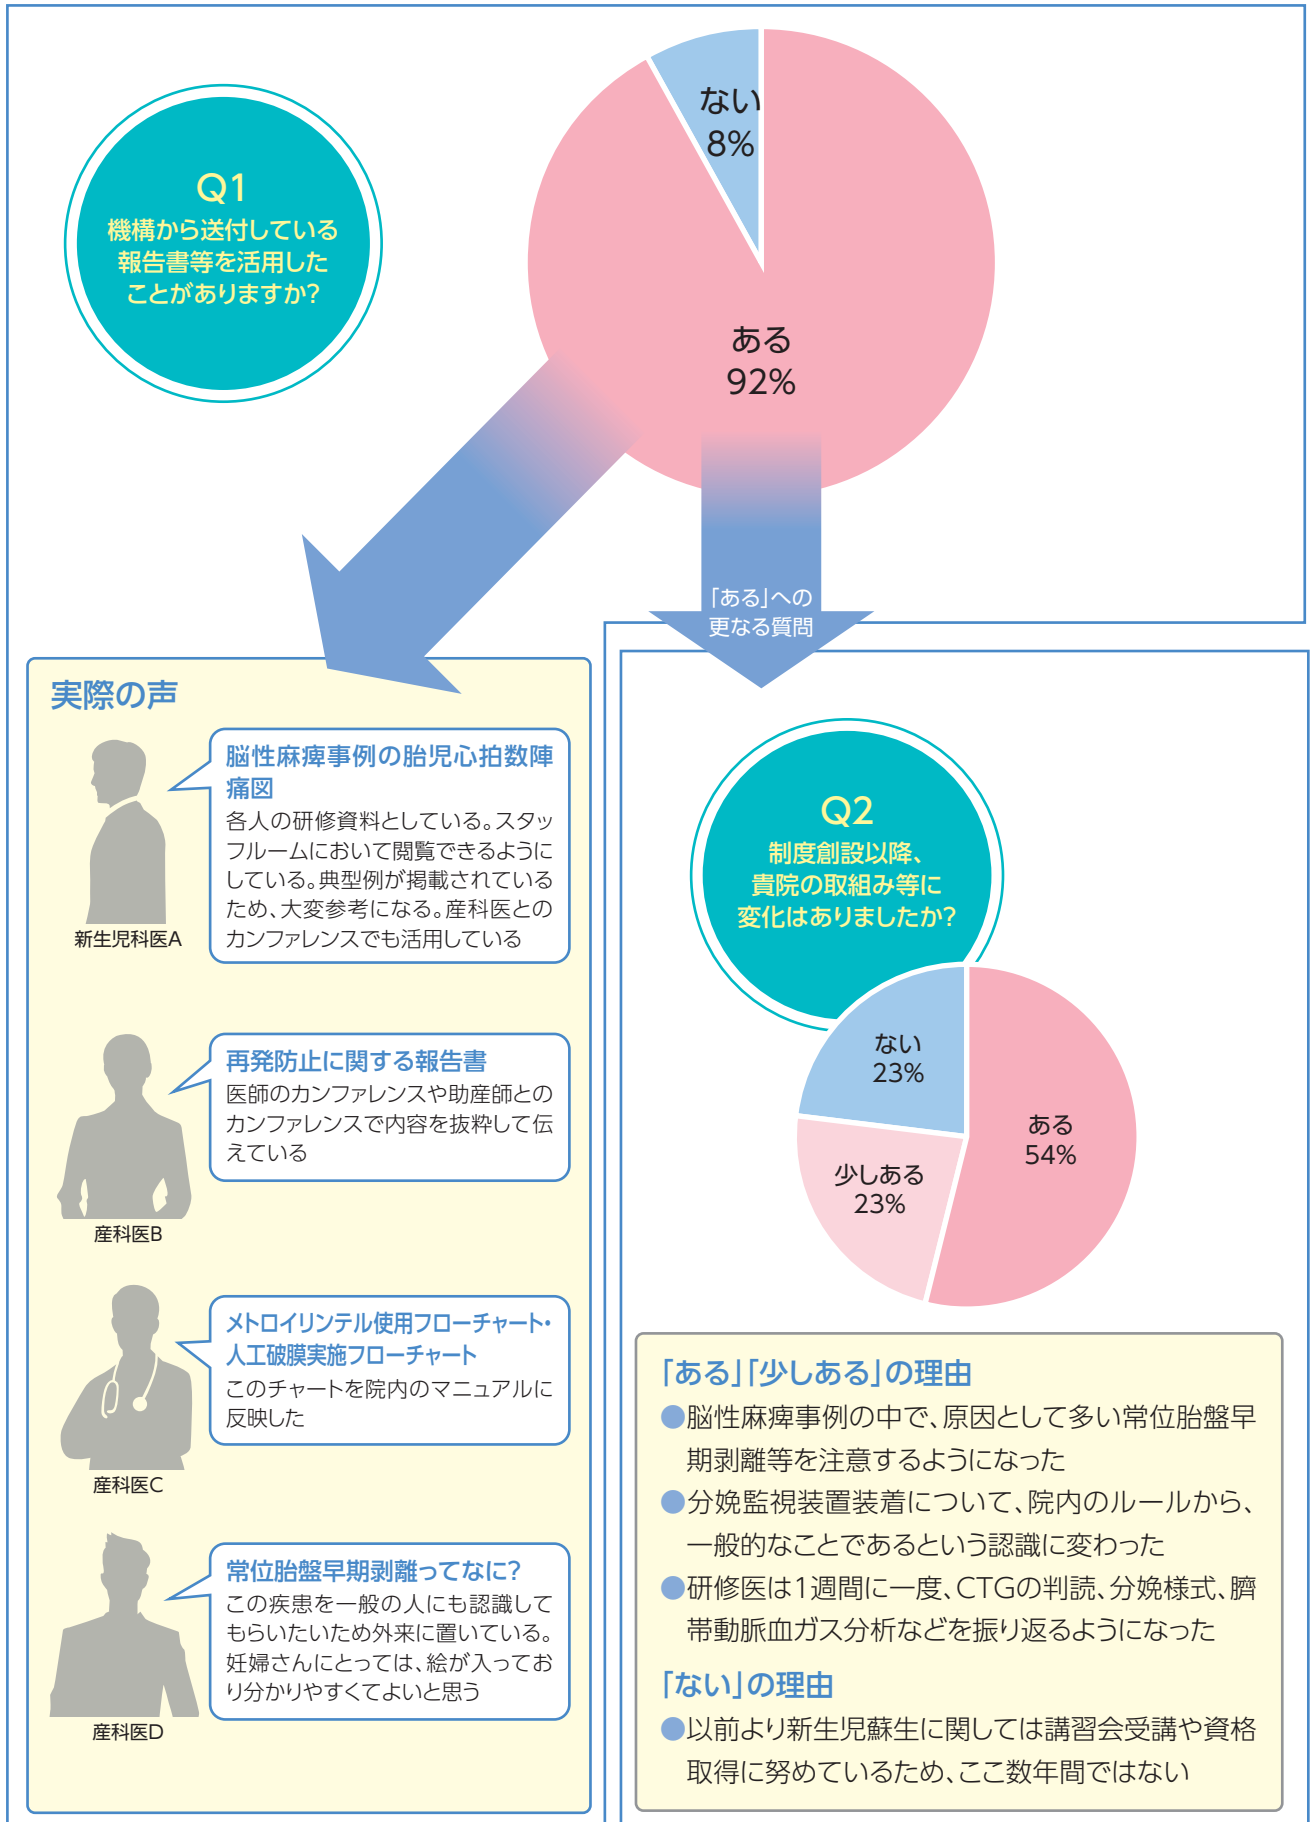 Q1
機構から送付している
報告書等を活用した
ことがありますか?
ない
8%
ある
92%
「ある」への
更なる質問
実際の声
新生児科医A
脳性麻痺事例の胎児心拍数陣
痛図
各人の研修資料としている。スタッ
フルームにおいて閲覧できるように
している。典型例が掲載されている
ため、大変参考になる。産科医との
カンファレンスでも活用している
産科医B
再発防止に関する報告書
医師のカンファレンスや助産師との
カンファレンスで内容を抜粋して伝
えている
産科医C
メトロイリンテル使用フローチャート・
人工破膜実施フローチャート
このチャートを院内のマニュアルに
反映した
産科医D
常位胎盤早期剥離ってなに?
この疾患を一般の人にも認識して
もらいたいため外来に置いている。
妊婦さんにとっては、絵が入ってお
り分かりやすくてよいと思う
Q2
制度創設以降、
貴院の取組み等に
変化はありましたか?
ない
23%
少しある
23%
ある
54%
「ある」「少しある」の理由
●脳性麻痺事例の中で、原因として多い常位胎盤早
期剥離等を注意するようになった
●分娩監視装置装着について、院内のルールから、
一般的なことであるという認識に変わった
●研修医は1週間に一度、CTGの判読、分娩様式、臍
帯動脈血ガス分析などを振り返るようになった
「ない」の理由
●以前より新生児蘇生に関しては講習会受講や資格
取得に努めているため、ここ数年間ではない